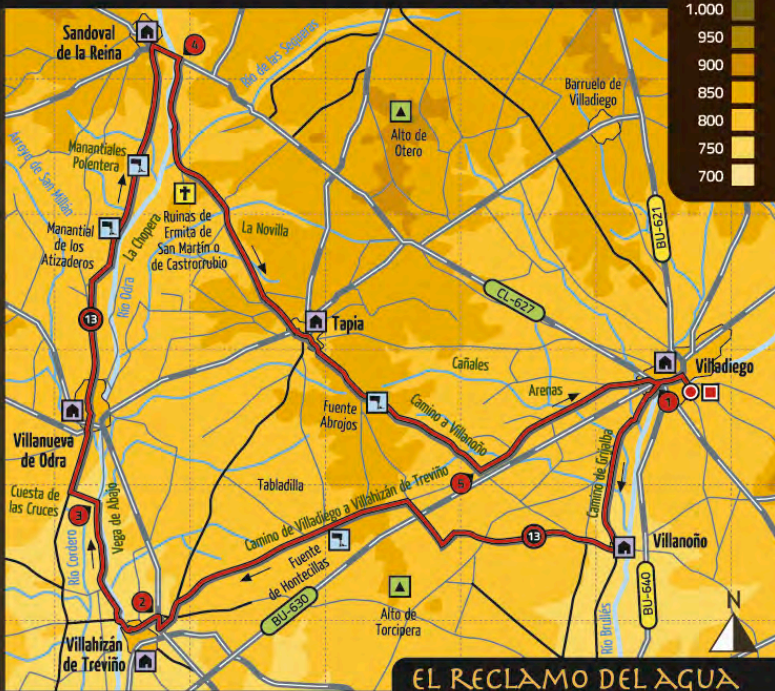 1.000
950
900
850
800
750
700
Sandoval
de la Reina
4
Río de las Sequeras
Barruelo de
Villadiego
Alto de
Otero
Arroyo de San Millán
Manantiales
Polentera
Ruinas de
Ermita de
San Martín o
de Castrorrubio
La Chopera
La Novilla
Manantial
de los
Atizaderos
Río Odra
BU-621
CL-627
13
Tapia
Villadiego
Cañales
Arenas
1
Fuente
Abrojos
Camino a Villanoño
Villanueva
de Odra
Camino de Grijalba
Cuesta de
las Cruces
3
Vega de Abajo
Tabladilla
5
Camino de Villadiego a Villahizán de Treviño
13
Villanoño
Río Cordero
Fuente
de Hontecillas
BU-630
Alto de
Torcipera
Río Brullés
BU-640
N
2
Villahizán
de Treviño
EL RECLAMO DEL AGUA